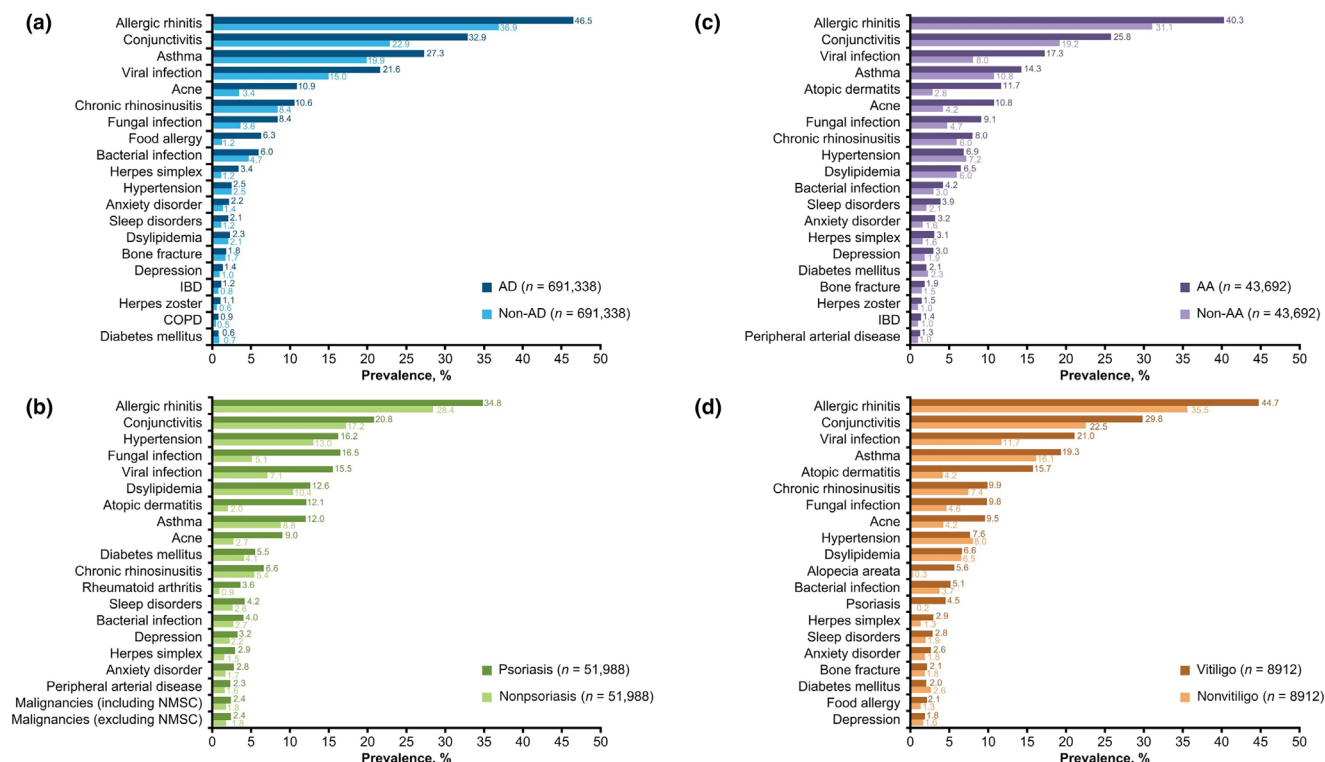 (a)
Allergic rhinitis 46.5 36.9
Conjunctivitis 32.9 22.9
Asthma 27.3 19.9
Viral infection 21.6 15.0
Acne 10.9 3.4
Chronic rhinosinusitis 10.6 8.4
Fungal infection 8.4 3.6
Food allergy 6.3 1.2
Bacterial infection 6.0 4.7
Herpes simplex 3.4 1.2
Hypertension 2.5 2.5
Anxiety disorder 2.2 1.4
Sleep disorders 2.1 1.2
Dsylipidemia 2.3 2.1
Bone fracture 1.8 1.7
Depression 1.4 1.0
IBD 1.2 0.8
Herpes zoster 1.1 0.6
COPD 0.9 0.5
Diabetes mellitus 0.6 0.7
AD (n = 691,338)
Non-AD (n = 691,338)
0 5 10 15 20 25 30 35 40 45 50
Prevalence, %
(c)
Allergic rhinitis 40.3 31.1
Conjunctivitis 25.8 19.2
Viral infection 17.3 8.0
Asthma 14.3 10.8
Atopic dermatits 11.7 2.8
Acne 10.8 4.2
Fungal infection 9.1 4.7
Chronic rhinosinusitis 8.0 6.0
Hypertension 6.9 7.2
Dsylipidemia 6.5 6.0
Bacterial infection 4.2 3.0
Sleep disorders 3.9 2.1
Anxiety disorder 3.2 1.6
Herpes simplex 3.1 1.6
Depression 3.0 1.9
Diabetes mellitus 2.1 2.3
Bone fracture 1.9 1.5
Herpes zoster 1.5 1.0
IBD 1.4 1.0
Peripheral arterial disease 1.3 1.0
AA (n = 43,692)
Non-AA (n = 43,692)
0 5 10 15 20 25 30 35 40 45 50
Prevalence, %
(b)
Allergic rhinitis 34.8 28.4
Conjunctivitis 20.8 17.2
Hypertension 16.2 13.0
Fungal infection 16.5 5.1
Viral infection 15.5 7.1
Dsylipidemia 12.6 10.4
Atopic dermatitis 12.1 2.0
Asthma 12.0 8.8
Acne 9.0 2.7
Diabetes mellitus 5.5 4.1
Chronic rhinosinusitis 6.6 5.4
Rheumatoid arthritis 3.6 0.9
Sleep disorders 4.2 2.6
Bacterial infection 4.0 2.7
Depression 3.2 2.2
Herpes simplex 2.9 1.5
Anxiety disorder 2.8 1.7
Peripheral arterial disease 2.3 1.6
Malignancies (including NMSC) 2.4 1.8
Malignancies (excluding NMSC) 2.4 1.8
Psoriasis (n = 51,988)
Nonpsoriasis (n = 51,988)
0 5 10 15 20 25 30 35 40 45 50
Prevalence, %
(d)
Allergic rhinitis 44.7 35.5
Conjunctivitis 29.8 22.5
Viral infection 21.0 11.7
Asthma 19.3 16.1
Atopic dermatitis 15.7 4.2
Chronic rhinosinusitis 9.9 7.4
Fungal infection 9.8 4.6
Acne 9.5 4.2
Hypertension 7.6 8.0
Dsylipidemia 6.6 6.5
Alopecia areata 5.6 0.3
Bacterial infection 5.1 3.7
Psoriasis 4.5 0.2
Herpes simplex 2.9 1.3
Sleep disorders 2.8 1.9
Anxiety disorder 2.6 1.8
Bone fracture 2.1 1.8
Diabetes mellitus 2.0 2.6
Food allergy 2.1 1.3
Depression 1.8 1.6
Vitiligo (n = 8912)
Nonvitiligo (n = 8912)
0 5 10 15 20 25 30 35 40 45 50
Prevalence, %